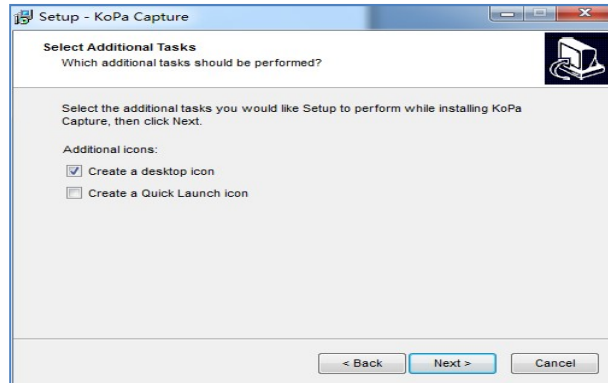 Setup - KoPa Capture
Select Additional Tasks
Which additional tasks should be performed?
Select the additional tasks you would like Setup to perform while installing KoPa
Capture, then click Next.
Additional icons:
Create a desktop icon
Create a Quick Launch icon
< Back Next > Cancel